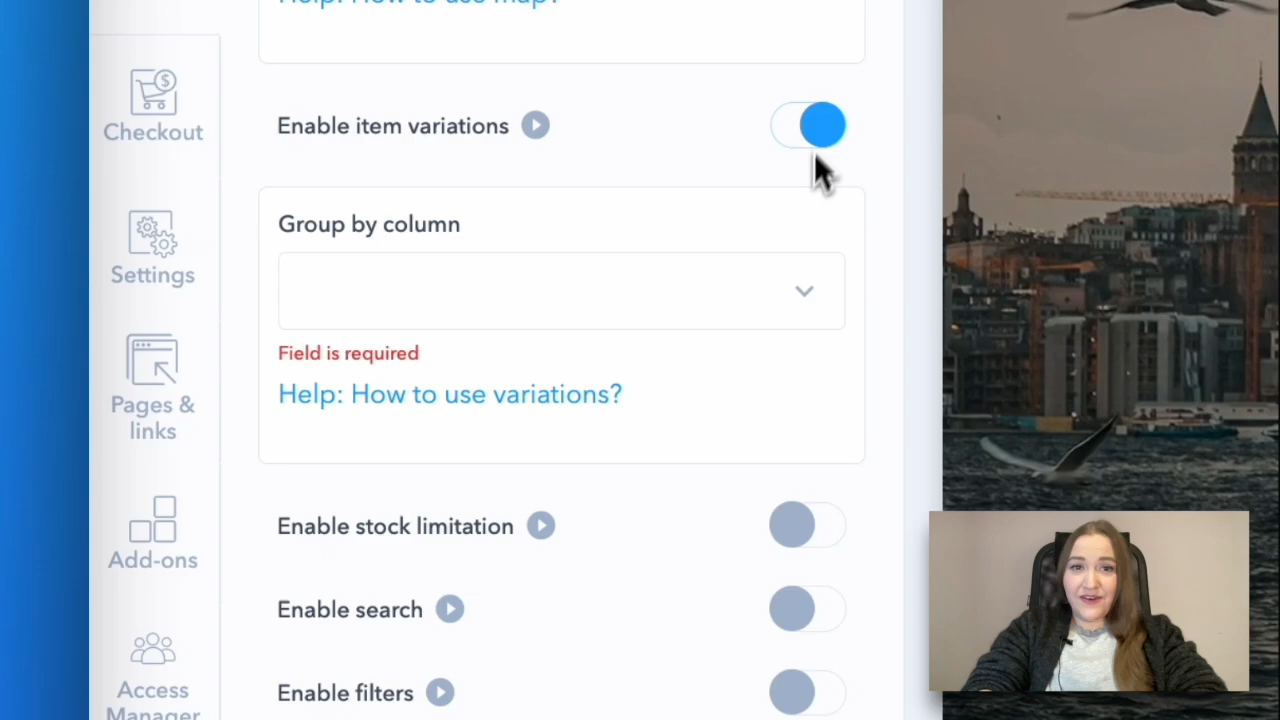 Help: How to use map?
Checkout
Enable item variations
Settings
Group by column
Field is required
Help: How to use variations?
Pages &
links
Add-ons
Enable stock limitation
Enable search
Access
Manager
Enable filters